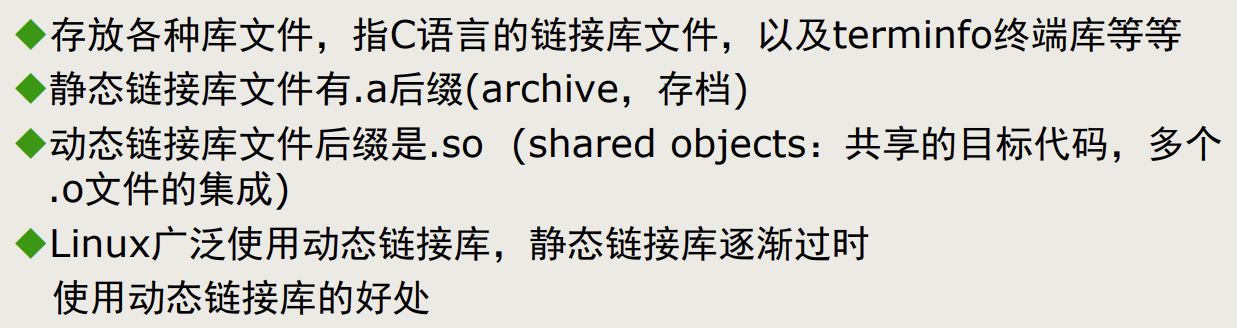 ◆存放各种库文件，指C语言的链接库文件，以及terminfo终端库等等
◆静态链接库文件有.a后缀(archive，存档)
◆动态链接库文件后缀是.so（shared objects：共享的目标代码，多个
.o文件的集成)
◆Linux广泛使用动态链接库，静态链接库逐渐过时
使用动态链接库的好处